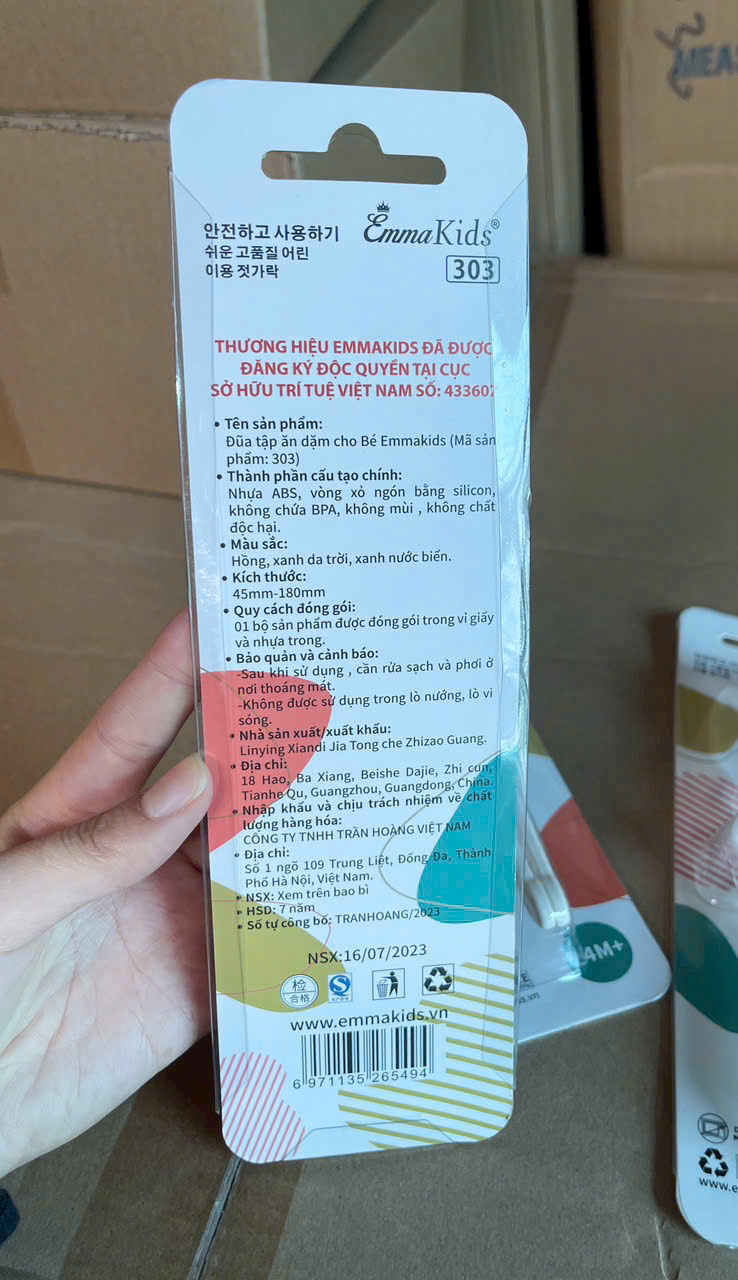 안전하고 사용하기
쉬운 고품질 어린
이용 젓가락
EmmaKids®
303
THƯƠNG HIỆU EMMAKIDS ĐÃ ĐƯỢC
ĐĂNG KÝ ĐỘC QUYỀN TẠI CỤC
SỞ HỮU TRÍ TUỆ VIỆT NAM SỐ: 433607
• Tên sản phẩm:
Đũa tập ăn dặm cho Bé Emmakids (Mã sản
phẩm: 303)
• Thành phần cấu tạo chính:
Nhựa ABS, vòng xỏ ngón bằng silicon,
không chứa BPA, không mùi , không chất
độc hại.
• Màu sắc:
Hồng, xanh da trời, xanh nước biển.
• Kích thước:
45mm-180mm
• Quy cách đóng gói:
01 bộ sản phẩm được đóng gói trong vỉ giấy
và nhựa trong.
• Bảo quản và cảnh báo:
-Sau khi sử dụng , cần rửa sạch và phơi ở
nơi thoáng mát.
-Không được sử dụng trong lò nướng, lò vi
sóng.
• Nhà sản xuất/xuất khẩu:
Linying Xiandi Jia Tong che Zhizao Guang.
• Địa chỉ:
18 Hao, Ba Xiang, Beishe Dajie, Zhi cun,
Tianhe Qu, Guangzhou, Guangdong, China.
• Nhập khẩu và chịu trách nhiệm về chất
lượng hàng hóa:
CÔNG TY TNHH TRẦN HOÀNG VIỆT NAM
• Địa chỉ:
Số 1 ngõ 109 Trung Liệt, Đống Đa, Thành
Phố Hà Nội, Việt Nam.
• NSX: Xem trên bao bì
• HSD: 7 năm
• Số tự công bố: TRANHOANG/2023
NSX:16/07/2023
检
合格
www.emmakids.vn
6 971135 265494
MEAS
4M+
s.vn
www.e